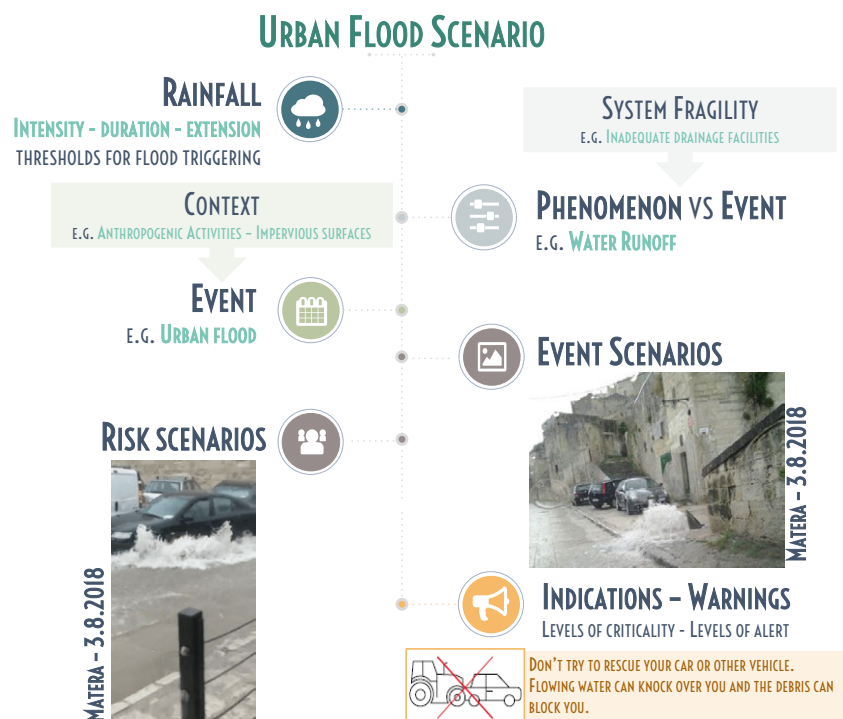 Urban Flood Scenario
Rainfall
Intensity - duration - extension
thresholds for flood triggering
System Fragility
e.g. Inadequate drainage facilities
Context
e.g. Anthropogenic Activities – Impervious surfaces
Phenomenon vs Event
e.g. Water Runoff
Event
e.g. Urban flood
Event Scenarios
Matera – 3.8.2018
Risk scenarios
Matera – 3.8.2018
Indications – Warnings
Levels of criticality - Levels of alert
Don't try to rescue your car or other vehicle.
Flowing water can knock over you and the debris can
block you.